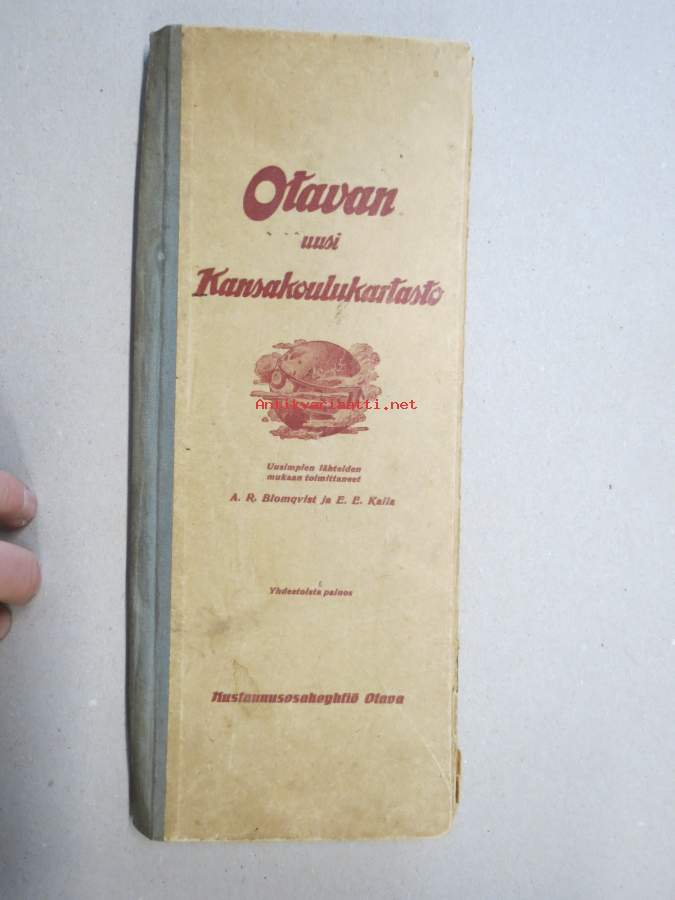 Otavan
uusi
Kansakoulukartasto
Antikvariaatti.net
Uusimpien lähteiden
mukaan toimittaneet
A. R. Blomqvist ja E. E. Kaila
Yhdestoista painos
Kustannusosakeyhtiö Otava